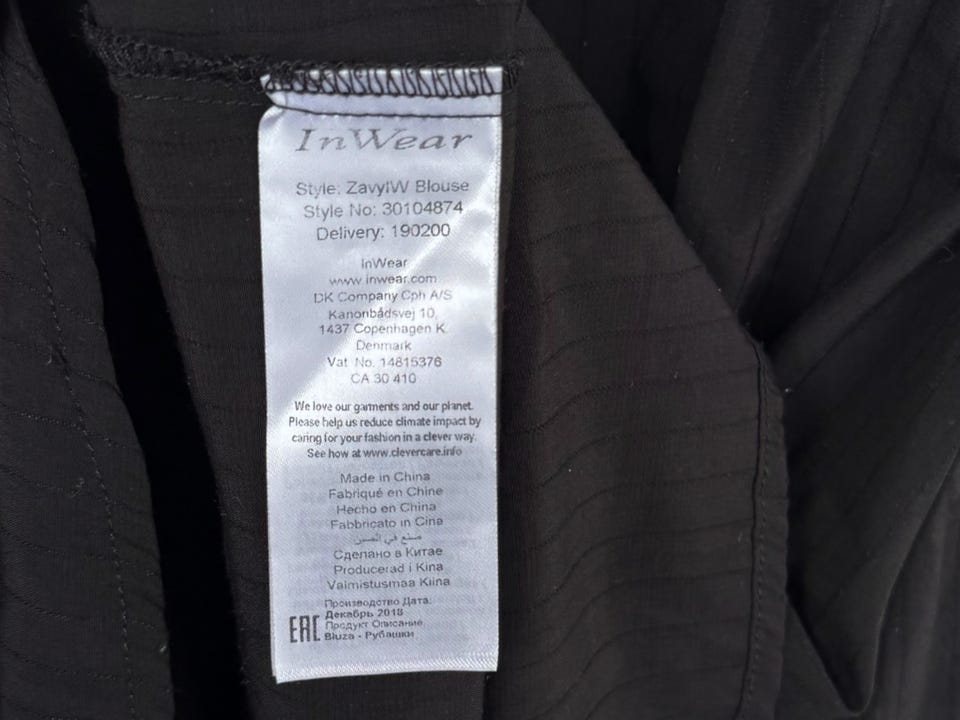 InWear
Style: ZavyIW Blouse
Style No: 30104874
Delivery: 190200
InWear
www.inwear.com
DK Company Cph A/S
Kanonbådsvej 10,
1437 Copenhagen K
Denmark
Vat No. 14815376
CA 30 410
We love our garments and our planet.
Please help us reduce climate impact by
caring for your fashion in a clever way.
See how at www.clevercare.info
Made in China
Fabriqué en Chine
Hecho en China
Fabbricato in Cina
صنع في الصين
Сделано в Китае
Producerad i Kina
Valmistusmaa Kiina
EAC
Производство Дата:
Декабрь 2018
Продукт Описание
Bluza - Рубашки